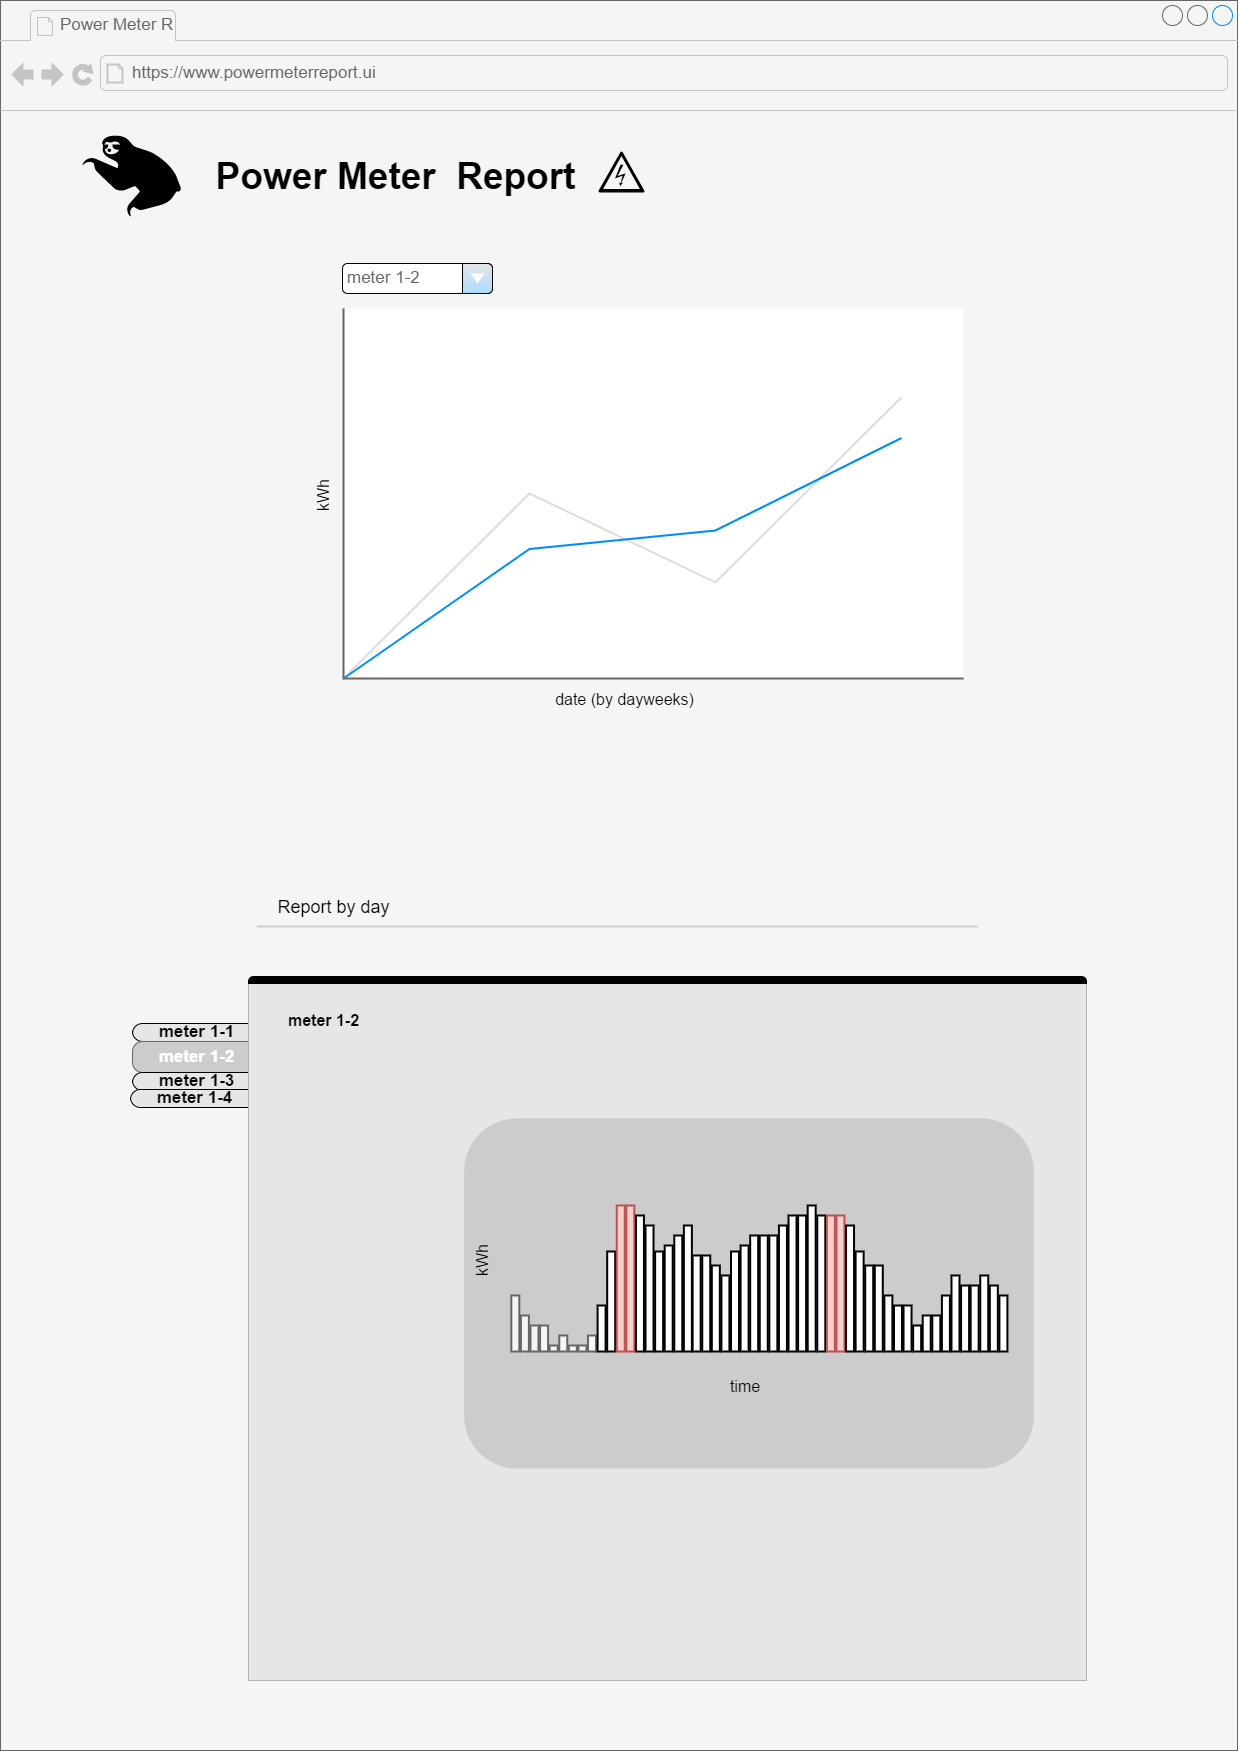 Power Meter R
https://www.powermeterreport.ui
Power Meter  Report
meter 1-2
kWh
date (by dayweeks)
Report by day
meter 1-2
meter 1-1
meter 1-2
meter 1-3
meter 1-4
kWh
time